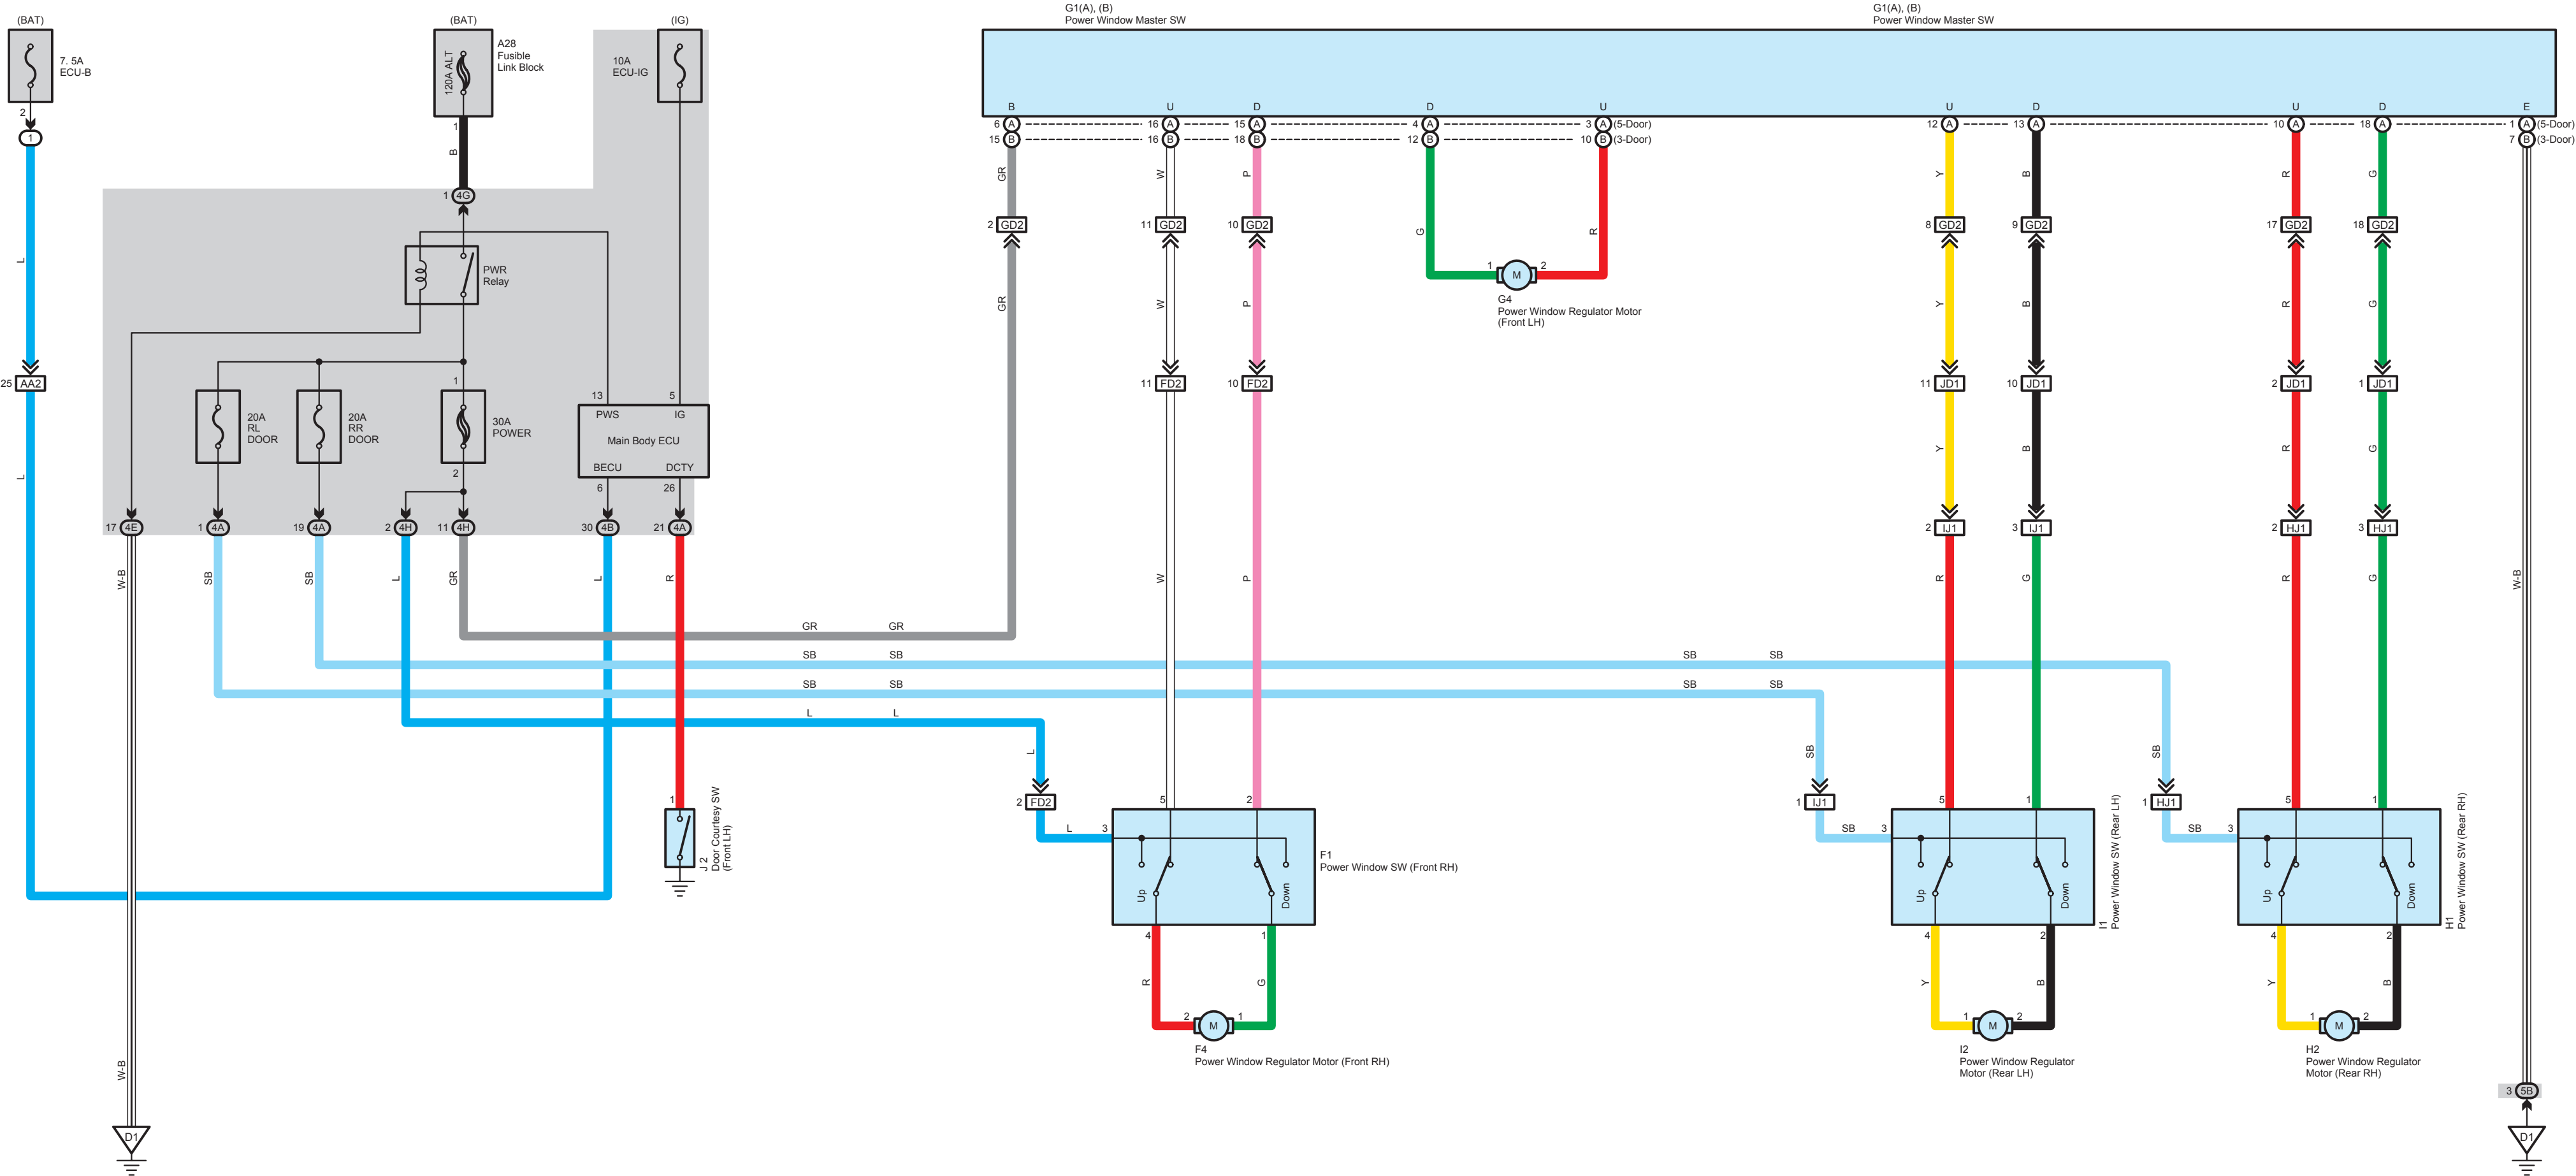 (BAT)
7. 5A
ECU-B
2
1
L
25 AA2
L
(BAT)
120A ALT
A28
Fusible
Link Block
1
B
1 4G
(IG)
10A
ECU-IG
PWR
Relay
20A
RL
DOOR
20A
RR
DOOR
1
30A
POWER
2
13 5
PWS IG
Main Body ECU
BECU DCTY
6 26
17 4E
1 4A
19 4A
2 4H
11 4H
30 4B
21 4A
W-B
SB
SB
L
GR
L
R
GR GR
SB SB SB SB
SB SB SB SB
L L
1
J 2
Door Courtesy SW
(Front LH)
W-B
D1
G1(A), (B)
Power Window Master SW
G1(A), (B)
Power Window Master SW
B U D D U U D U D E
6 A 16 A 15 A 4 A 3 A (5-Door) 12 A 13 A 10 A 18 A 1 A (5-Door)
15 B 16 B 18 B 12 B 10 B (3-Door) 7 B (3-Door)
GR W P G R Y B R G
2 GD2 11 GD2 10 GD2 8 GD2 9 GD2 17 GD2 18 GD2
1 M 2
G4
Power Window Regulator Motor
(Front LH)
GR W P Y B R G
11 FD2 10 FD2 11 JD1 10 JD1 2 JD1 1 JD1
Y B R G
2 IJ1 3 IJ1 2 HJ1 3 HJ1
W P R G R G W-B
L
2 FD2
L 3
5 2
Up Down
F1
Power Window SW (Front RH)
4 1
R G
2 M 1
F4
Power Window Regulator Motor (Front RH)
SB
1 IJ1
SB 3
5 1
Up Down
I1
Power Window SW (Rear LH)
4 2
Y B
1 M 2
I2
Power Window Regulator
Motor (Rear LH)
SB
1 HJ1
SB 3
5 1
Up Down
H1
Power Window SW (Rear RH)
4 2
Y B
1 M 2
H2
Power Window Regulator
Motor (Rear RH)
3 5B
D1